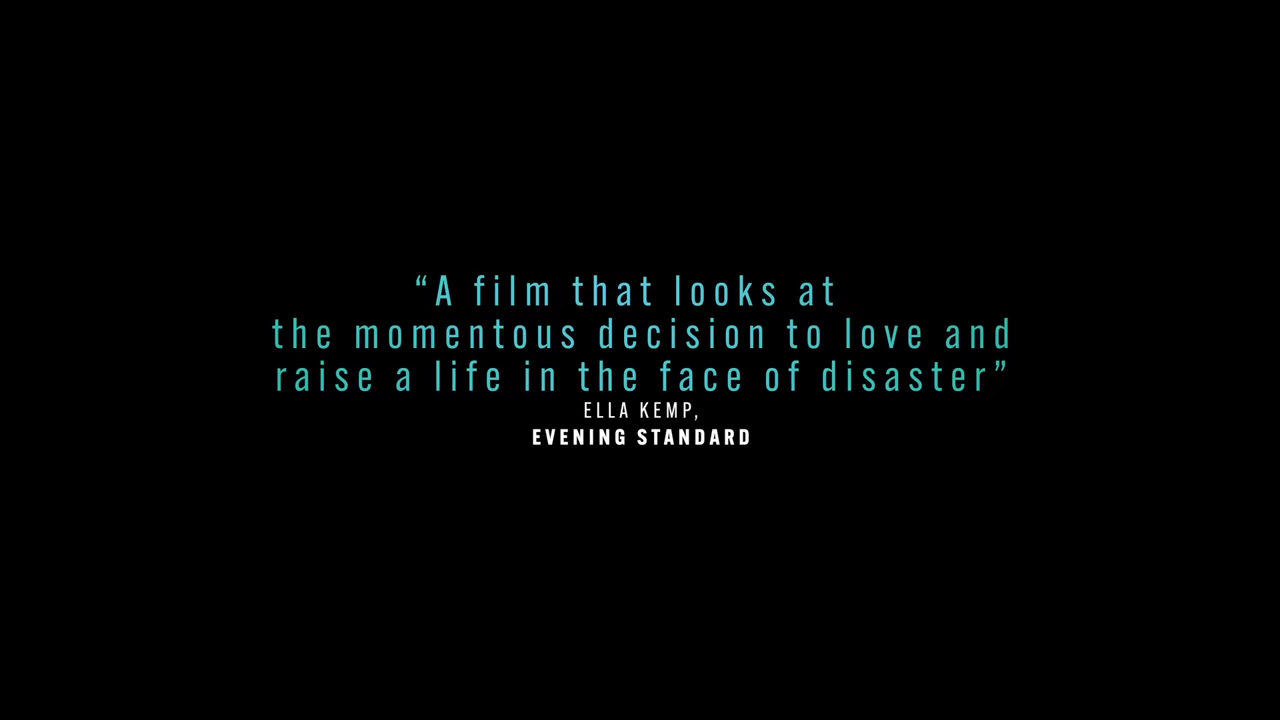 “A film that looks at
the momentous decision to love and
raise a life in the face of disaster”
ELLA KEMP,
EVENING STANDARD